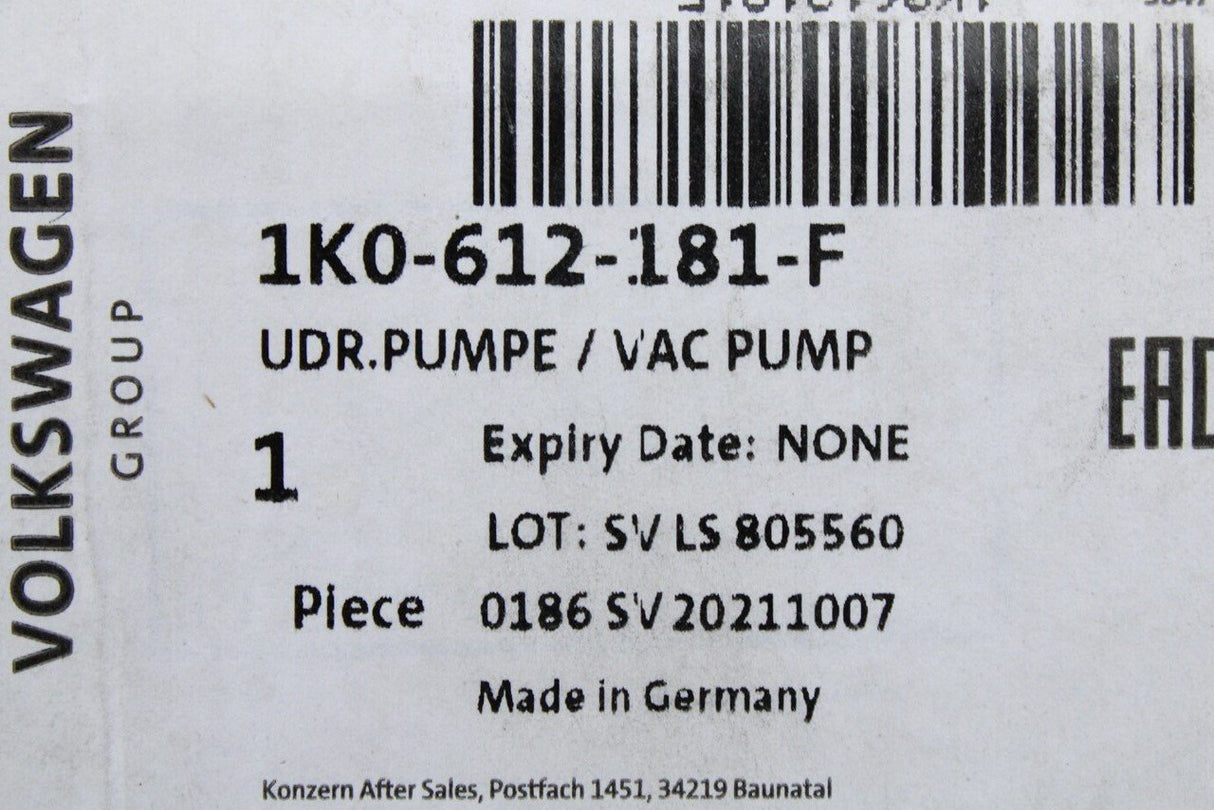 1K0-612-181-F
UDR.PUMPE / VAC PUMP
1
Expiry Date: NONE
LOT: SV LS 805560
Piece
0186 SV 20211007
Made in Germany
Konzern After Sales, Postfach 1451, 34219 Baunatal
VOLKSWAGEN
GROUP